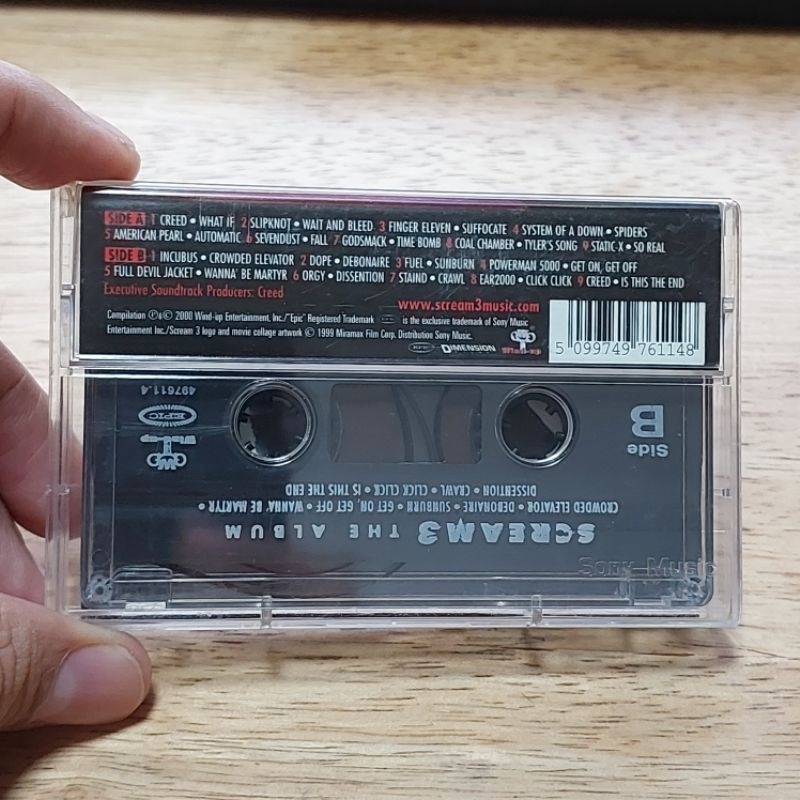 SIDE A 1 CREED • WHAT IF 2 SLIPKNOT • WAIT AND BLEED 3 FINGER ELEVEN • SUFFOCATE 4 SYSTEM OF A DOWN • SPIDERS
5 AMERICAN PEARL • AUTOMATIC 6 SEVENDUST • FALL 7 GODSMACK • TIME BOMB 8 COAL CHAMBER • TYLER'S SONG 9 STATIC-X • SO REAL
SIDE B 1 INCUBUS • CROWDED ELEVATOR 2 DOPE • DEBONAIRE 3 FUEL • SUNBURN 4 POWERMAN 5000 • GET ON, GET OFF
5 FULL DEVIL JACKET • WANNA' BE MARTYR 6 ORGY • DISSENTION 7 STAIND • CRAWL 8 EAR2000 • CLICK CLICK 9 CREED • IS THIS THE END
Executive Soundtrack Producers: Creed
www.scream3music.com
Compilation ℗&© 2000 Wind-up Entertainment, Inc./"Epic" Registered Trademark is the exclusive trademark of Sony Music
Entertainment Inc./Scream 3 logo and movie collage artwork © 1999 Miramax Film Corp. Distribution Sony Music.
EPIC DIMENSION
5 099749 761148
SCREAM 3 THE ALBUM
CROWDED ELEVATOR • DEBONAIRE • SUNBURN • GET ON, GET OFF • WANNA' BE MARTYR •
DISSENTION • CRAWL • CLICK CLICK • IS THIS THE END
Side
B
Wind-up
EPIC
497611.4
Sony Music